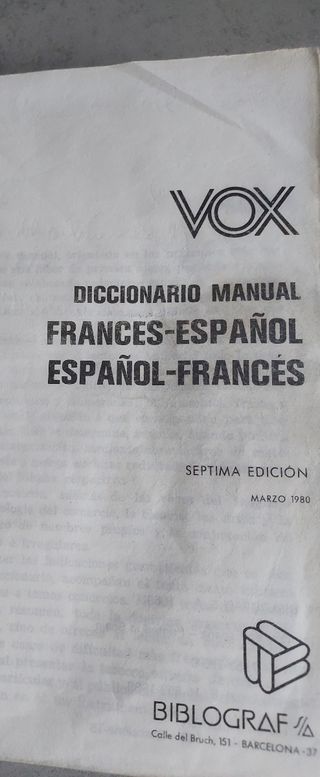 VOX
DICCIONARIO MANUAL
FRANCES-ESPAÑOL
ESPAÑOL-FRANCÉS
SEPTIMA EDICIÓN
MARZO 1980
BIBLOGRAF S/A
Calle del Bruch, 151 - BARCELONA-37